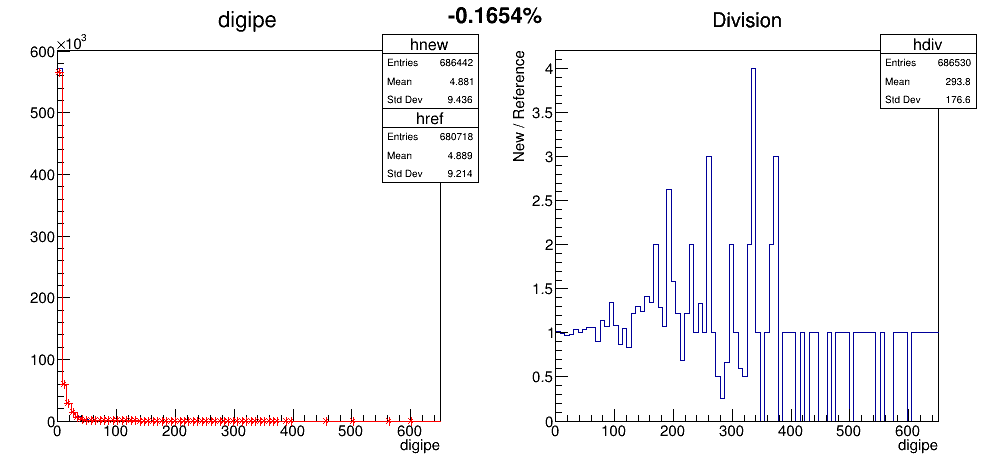 -0.1654%
digipe
×10³
hnew
Entries 686442
Mean 4.881
Std Dev 9.436
href
Entries 680718
Mean 4.889
Std Dev 9.214
600
500
400
300
200
100
0
0 100 200 300 400 500 600
digipe
Division
hdiv
Entries 686530
Mean 293.8
Std Dev 176.6
New / Reference
4
3.5
3
2.5
2
1.5
1
0.5
0
0 100 200 300 400 500 600
digipe